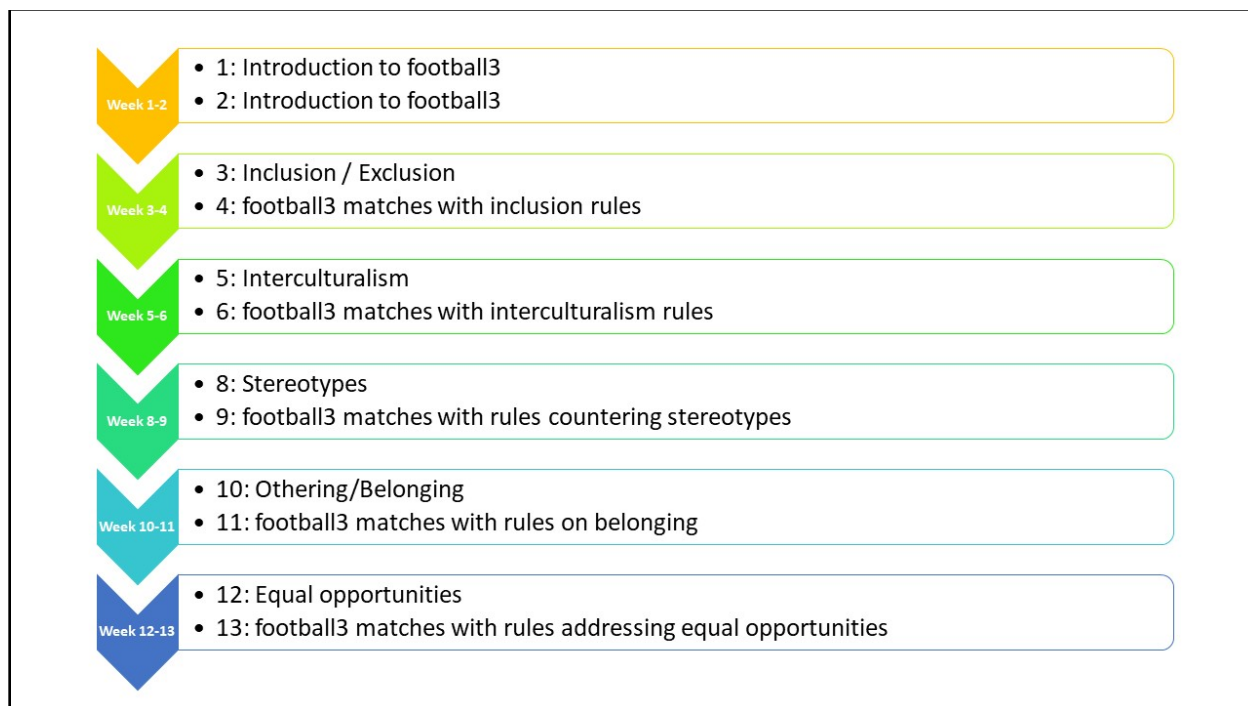 Week 1-2
• 1: Introduction to football3
• 2: Introduction to football3
Week 3-4
• 3: Inclusion / Exclusion
• 4: football3 matches with inclusion rules
Week 5-6
• 5: Interculturalism
• 6: football3 matches with interculturalism rules
Week 8-9
• 8: Stereotypes
• 9: football3 matches with rules countering stereotypes
Week 10-11
• 10: Othering/Belonging
• 11: football3 matches with rules on belonging
Week 12-13
• 12: Equal opportunities
• 13: football3 matches with rules addressing equal opportunities